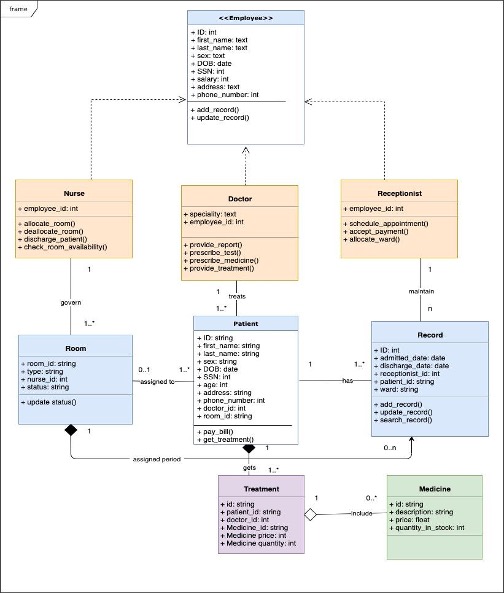 frame
<<Employee>>
+ ID: int
+ first_name: text
+ last_name: text
+ sex: text
+ DOB: date
+ SSN: int
+ salary: int
+ address: text
+ phone_number: int
+ add_record()
+ update_record()
Nurse
+ employee_id: int
+ allocate_room()
+ deallocate_room()
+ discharge_patient()
+ check_room_availability()
Doctor
+ speciality: text
+ employee_id: int
+ provide_report()
+ prescribe_test()
+ prescribe_medicine()
+ provide_treatment()
Receptionist
+ employee_id: int
+ schedule_appointment()
+ accept_payment()
+ allocate_ward()
1
govern
1..*
1
treats
1..*
1
maintain
n
Room
+ room_id: string
+ type: string
+ nurse_id: int
+ status: string
+ update status()
0..1
1..*
assigned to
Patient
+ ID: string
+ first_name: string
+ last_name: string
+ sex: string
+ DOB: date
+ SSN: int
+ age: int
+ address: string
+ phone_number: int
+ doctor_id: int
+ room_id: string
+ pay_bill()
+ get_treatment()
1
1..*
has
Record
+ ID: int
+ admitted_date: date
+ discharge_date: date
+ receptionist_id: int
+ patient_id: string
+ ward: string
+ add_record()
+ update_record()
+ search_record()
1
assigned period
0..n
1
gets
1..*
Treatment
+ id: string
+ patient_id: string
+ doctor_id: int
+ Medicine_id: string
+ Medicine price: int
+ Medicine quantity: int
1
0..*
include
Medicine
+ id: string
+ description: string
+ price: float
+ quantity_in_stock: int